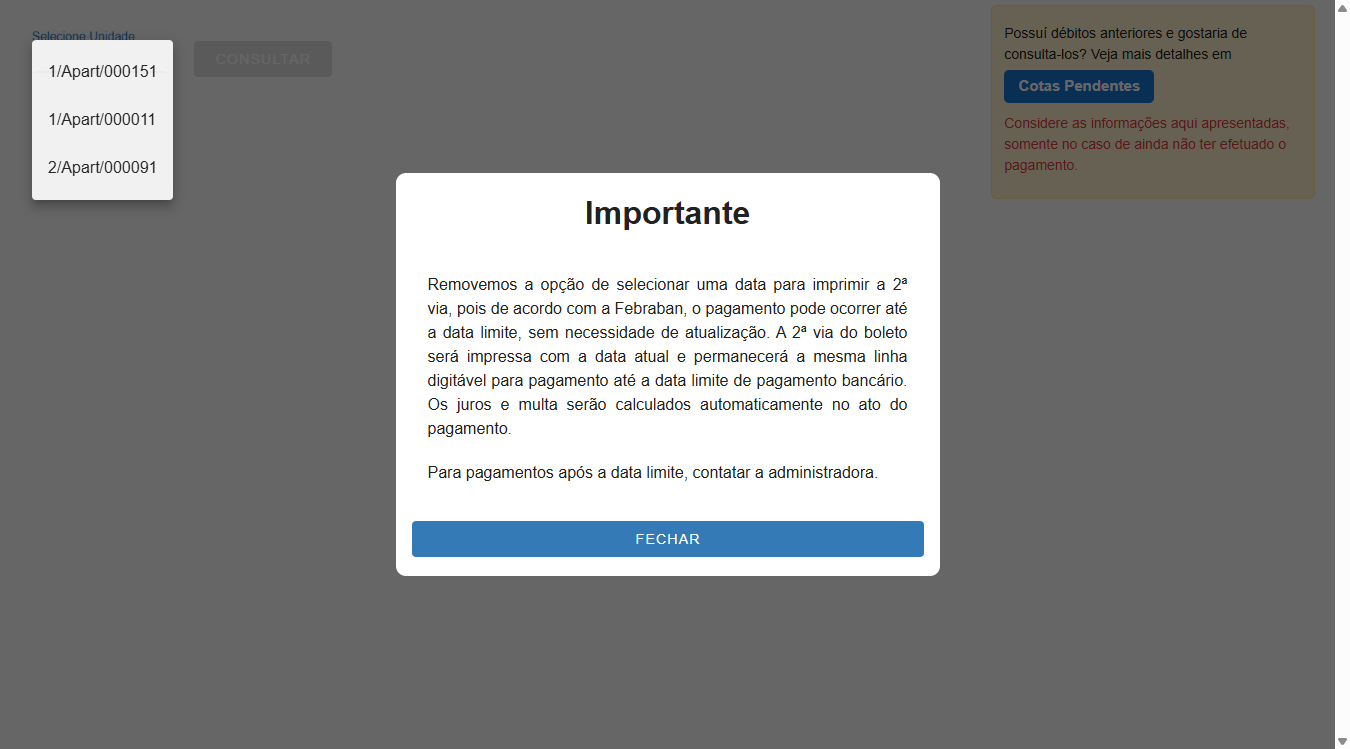 Selecione Unidade
1/Apart/000151
1/Apart/000011
2/Apart/000091
CONSULTAR
Possuí débitos anteriores e gostaria de
consulta-los? Veja mais detalhes em
Cotas Pendentes
Considere as informações aqui apresentadas,
somente no caso de ainda não ter efetuado o
pagamento.
Importante
Removemos a opção de selecionar uma data para imprimir a 2ª
via, pois de acordo com a Febraban, o pagamento pode ocorrer até
a data limite, sem necessidade de atualização. A 2ª via do boleto
será impressa com a data atual e permanecerá a mesma linha
digitável para pagamento até a data limite de pagamento bancário.
Os juros e multa serão calculados automaticamente no ato do
pagamento.
Para pagamentos após a data limite, contatar a administradora.
FECHAR